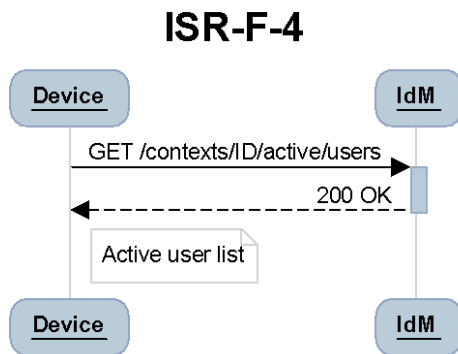 ISR-F-4
Device
IdM
GET /contexts/ID/active/users
200 OK
Active user list
Device
IdM